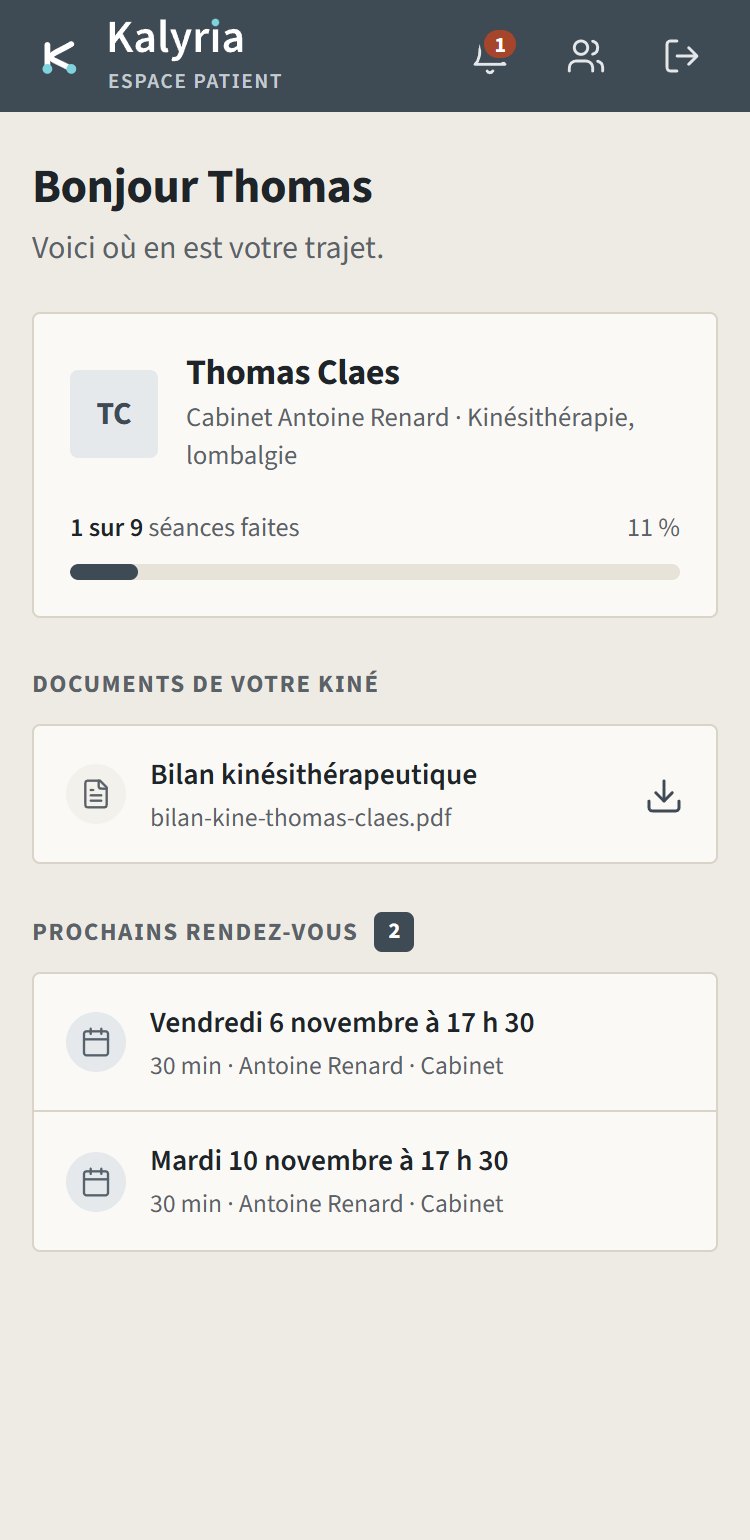 Kalyria
ESPACE PATIENT
1
Bonjour Thomas
Voici où en est votre trajet.
TC
Thomas Claes
Cabinet Antoine Renard · Kinésithérapie,
lombalgie
1 sur 9 séances faites
11 %
DOCUMENTS DE VOTRE KINÉ
Bilan kinésithérapeutique
bilan-kine-thomas-claes.pdf
PROCHAINS RENDEZ-VOUS 2
Vendredi 6 novembre à 17 h 30
30 min · Antoine Renard · Cabinet
Mardi 10 novembre à 17 h 30
30 min · Antoine Renard · Cabinet